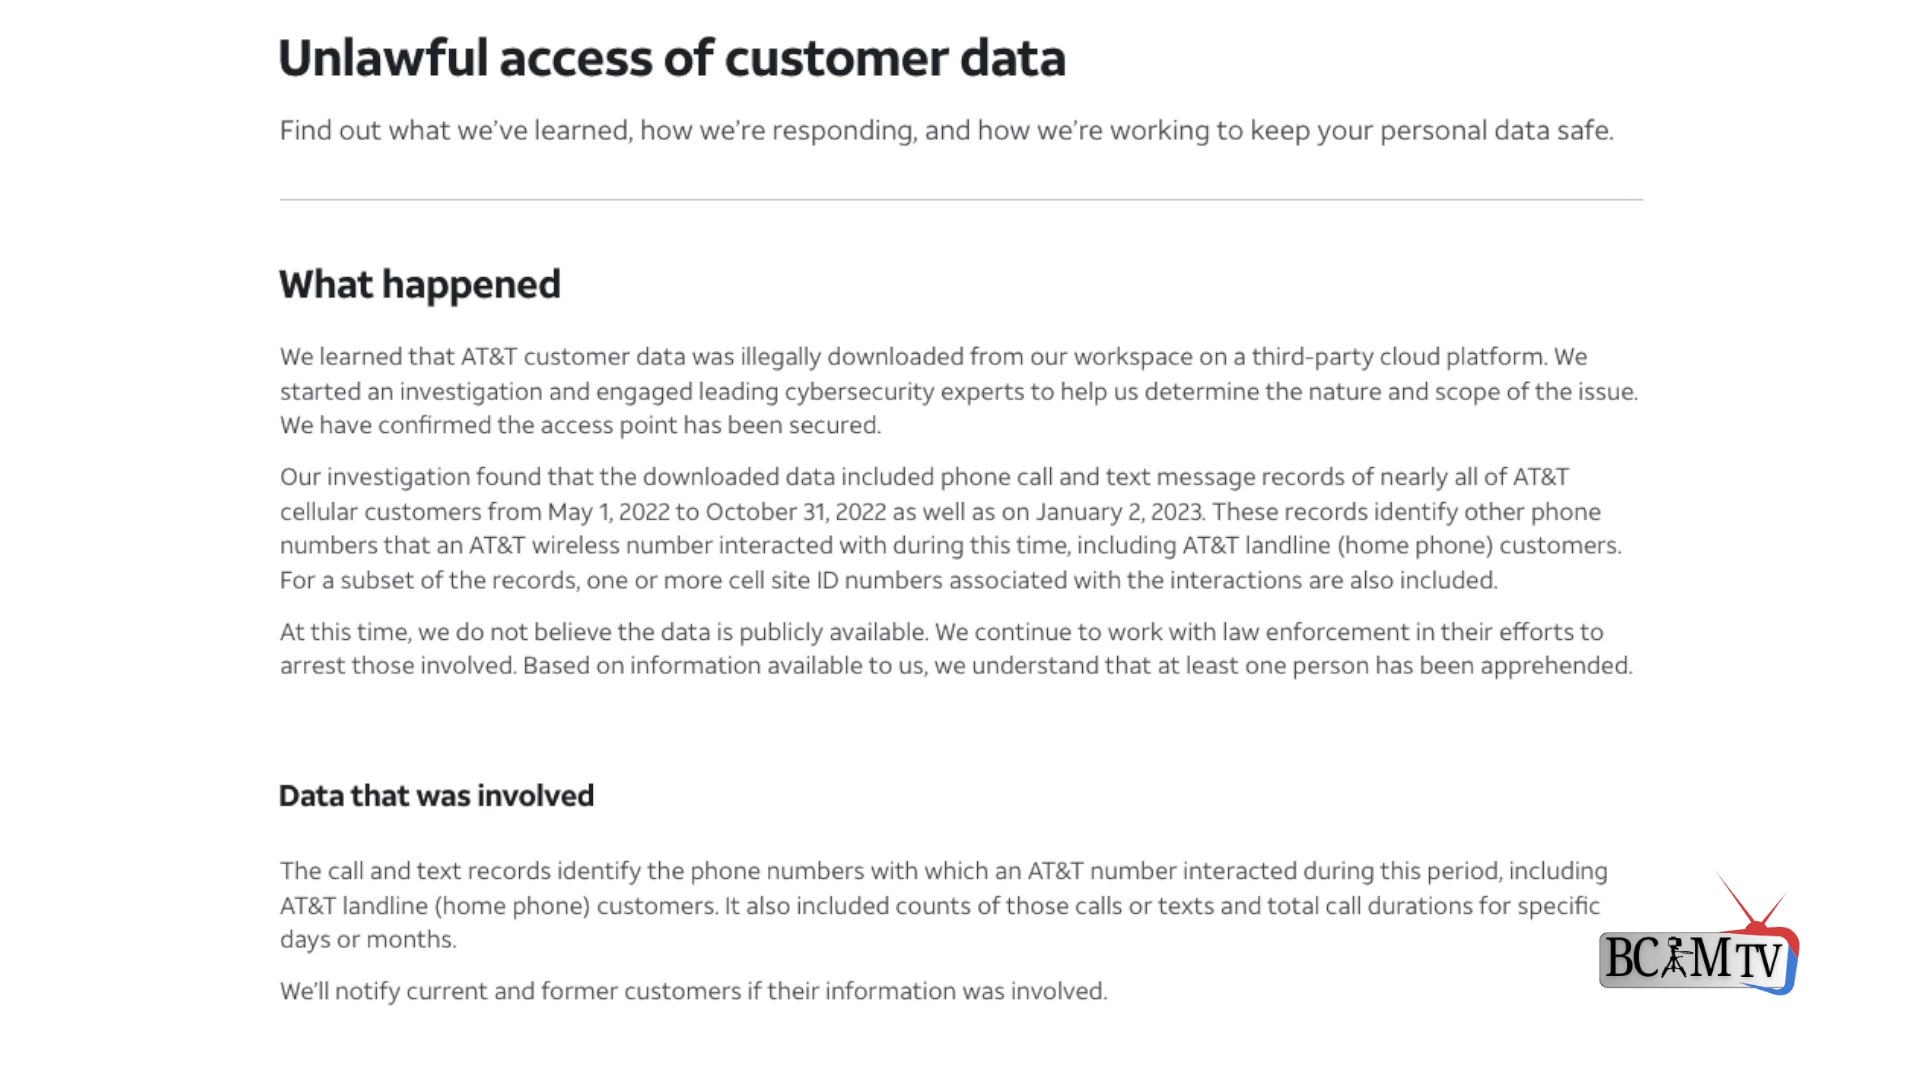 Unlawful access of customer data
Find out what we’ve learned, how we’re responding, and how we’re working to keep your personal data safe.
What happened
We learned that AT&T customer data was illegally downloaded from our workspace on a third-party cloud platform. We
started an investigation and engaged leading cybersecurity experts to help us determine the nature and scope of the issue.
We have confirmed the access point has been secured.
Our investigation found that the downloaded data included phone call and text message records of nearly all of AT&T
cellular customers from May 1, 2022 to October 31, 2022 as well as on January 2, 2023. These records identify other phone
numbers that an AT&T wireless number interacted with during this time, including AT&T landline (home phone) customers.
For a subset of the records, one or more cell site ID numbers associated with the interactions are also included.
At this time, we do not believe the data is publicly available. We continue to work with law enforcement in their efforts to
arrest those involved. Based on information available to us, we understand that at least one person has been apprehended.
Data that was involved
The call and text records identify the phone numbers with which an AT&T number interacted during this period, including
AT&T landline (home phone) customers. It also included counts of those calls or texts and total call durations for specific
days or months.
We’ll notify current and former customers if their information was involved.
BCAM TV